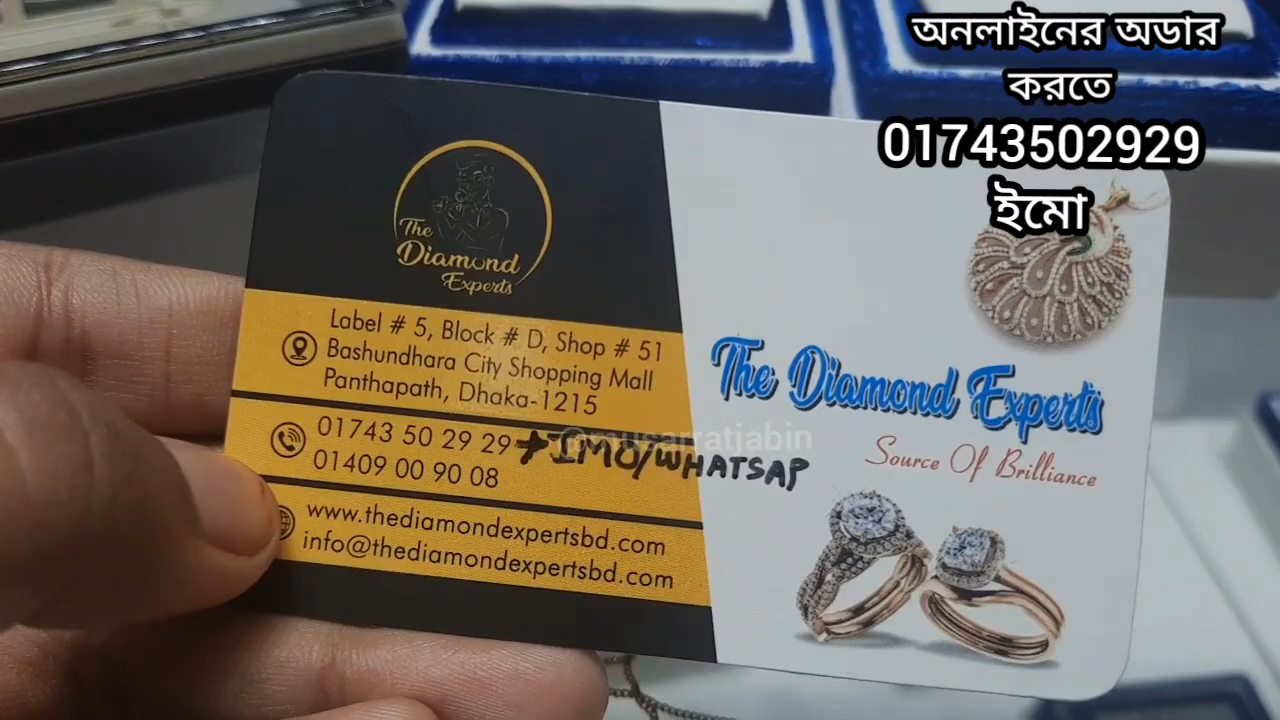 অনলাইনের অডার
করতে
01743502929
ইমো
The
Diamond
Experts
Label # 5, Block # D, Shop # 51
Bashundhara City Shopping Mall
Panthapath, Dhaka-1215
01743 50 29 29 + IMO/WHATSAP
01409 00 90 08
www.thediamondexpertsbd.com
info@thediamondexpertsbd.com
The Diamond Experts
Source Of Brilliance
@musarratjabin